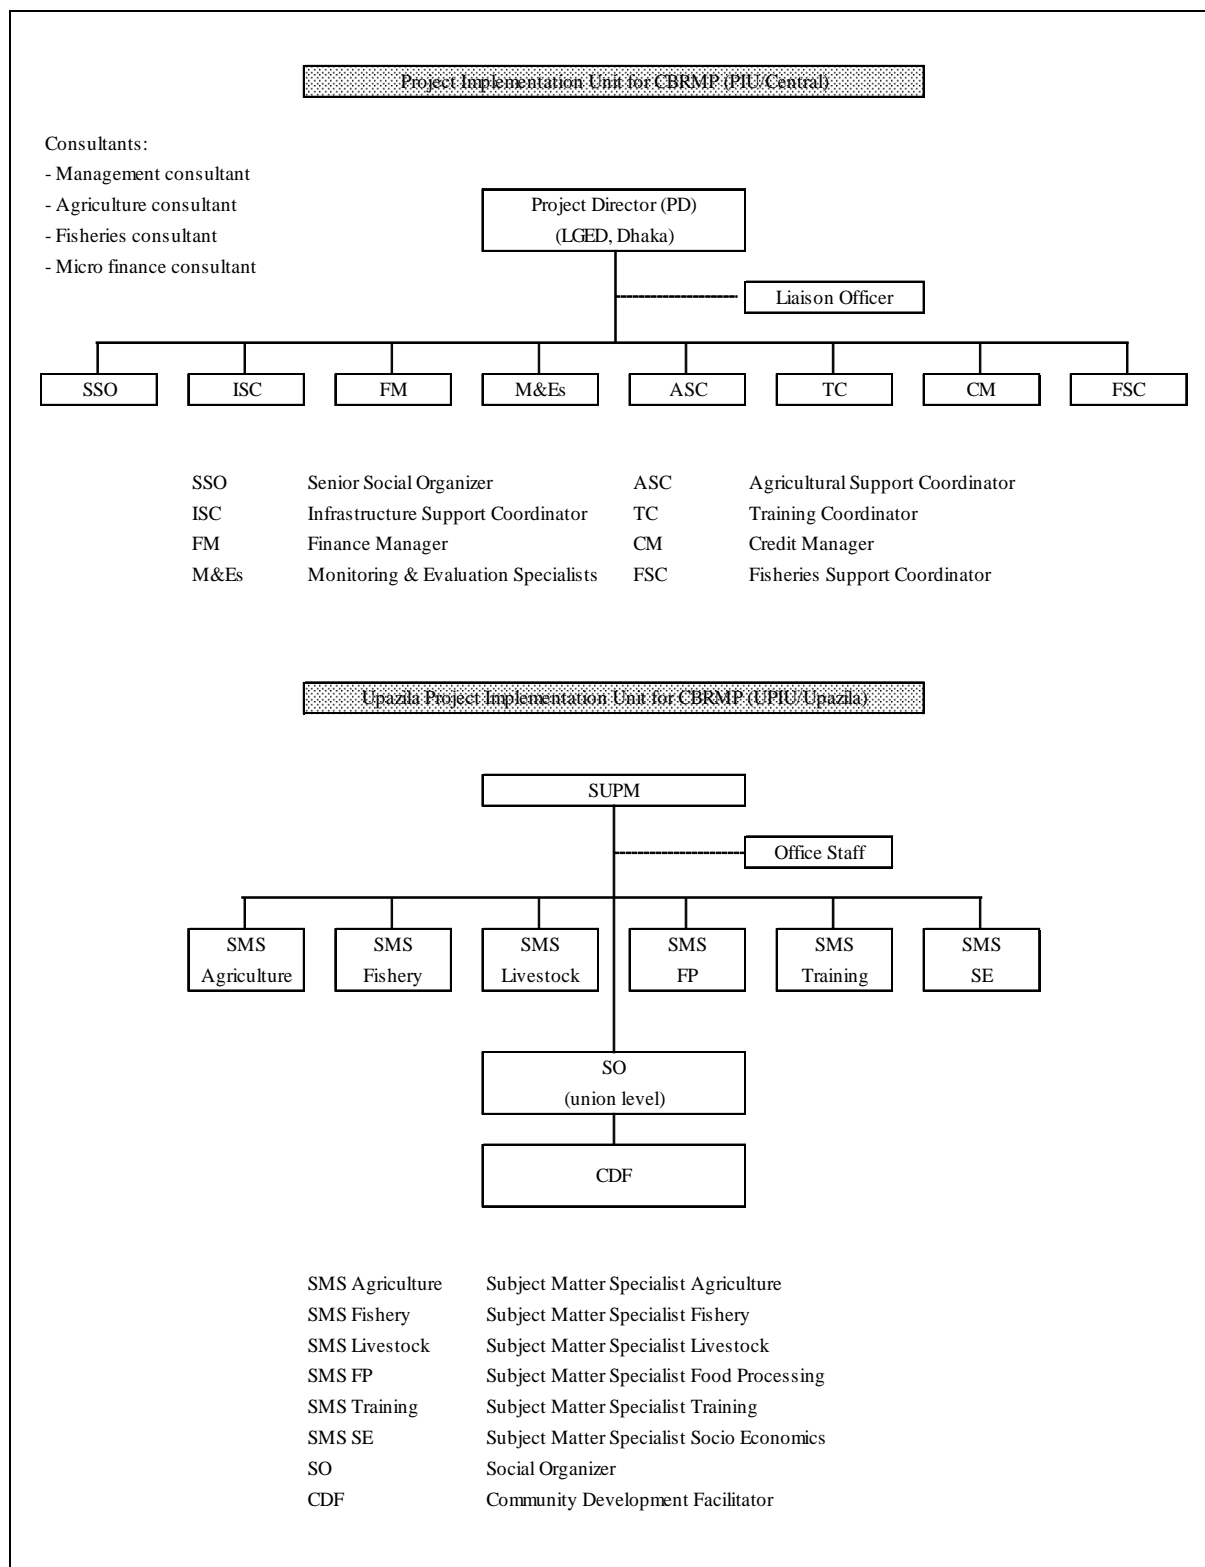 Project Implementation Unit for CBRMP (PIU/Central)
Consultants:
- Management consultant
- Agriculture consultant
- Fisheries consultant
- Micro finance consultant
Project Director (PD)
(LGED, Dhaka)
Liaison Officer
SSO ISC FM M&Es ASC TC CM FSC
SSO Senior Social Organizer ASC Agricultural Support Coordinator
ISC Infrastructure Support Coordinator TC Training Coordinator
FM Finance Manager CM Credit Manager
M&Es Monitoring & Evaluation Specialists FSC Fisheries Support Coordinator
Upazila Project Implementation Unit for CBRMP (UPIU/Upazila)
SUPM
Office Staff
SMS SMS SMS SMS SMS SMS
Agriculture Fishery Livestock FP Training SE
SO
(union level)
CDF
SMS Agriculture Subject Matter Specialist Agriculture
SMS Fishery Subject Matter Specialist Fishery
SMS Livestock Subject Matter Specialist Livestock
SMS FP Subject Matter Specialist Food Processing
SMS Training Subject Matter Specialist Training
SMS SE Subject Matter Specialist Socio Economics
SO Social Organizer
CDF Community Development Facilitator